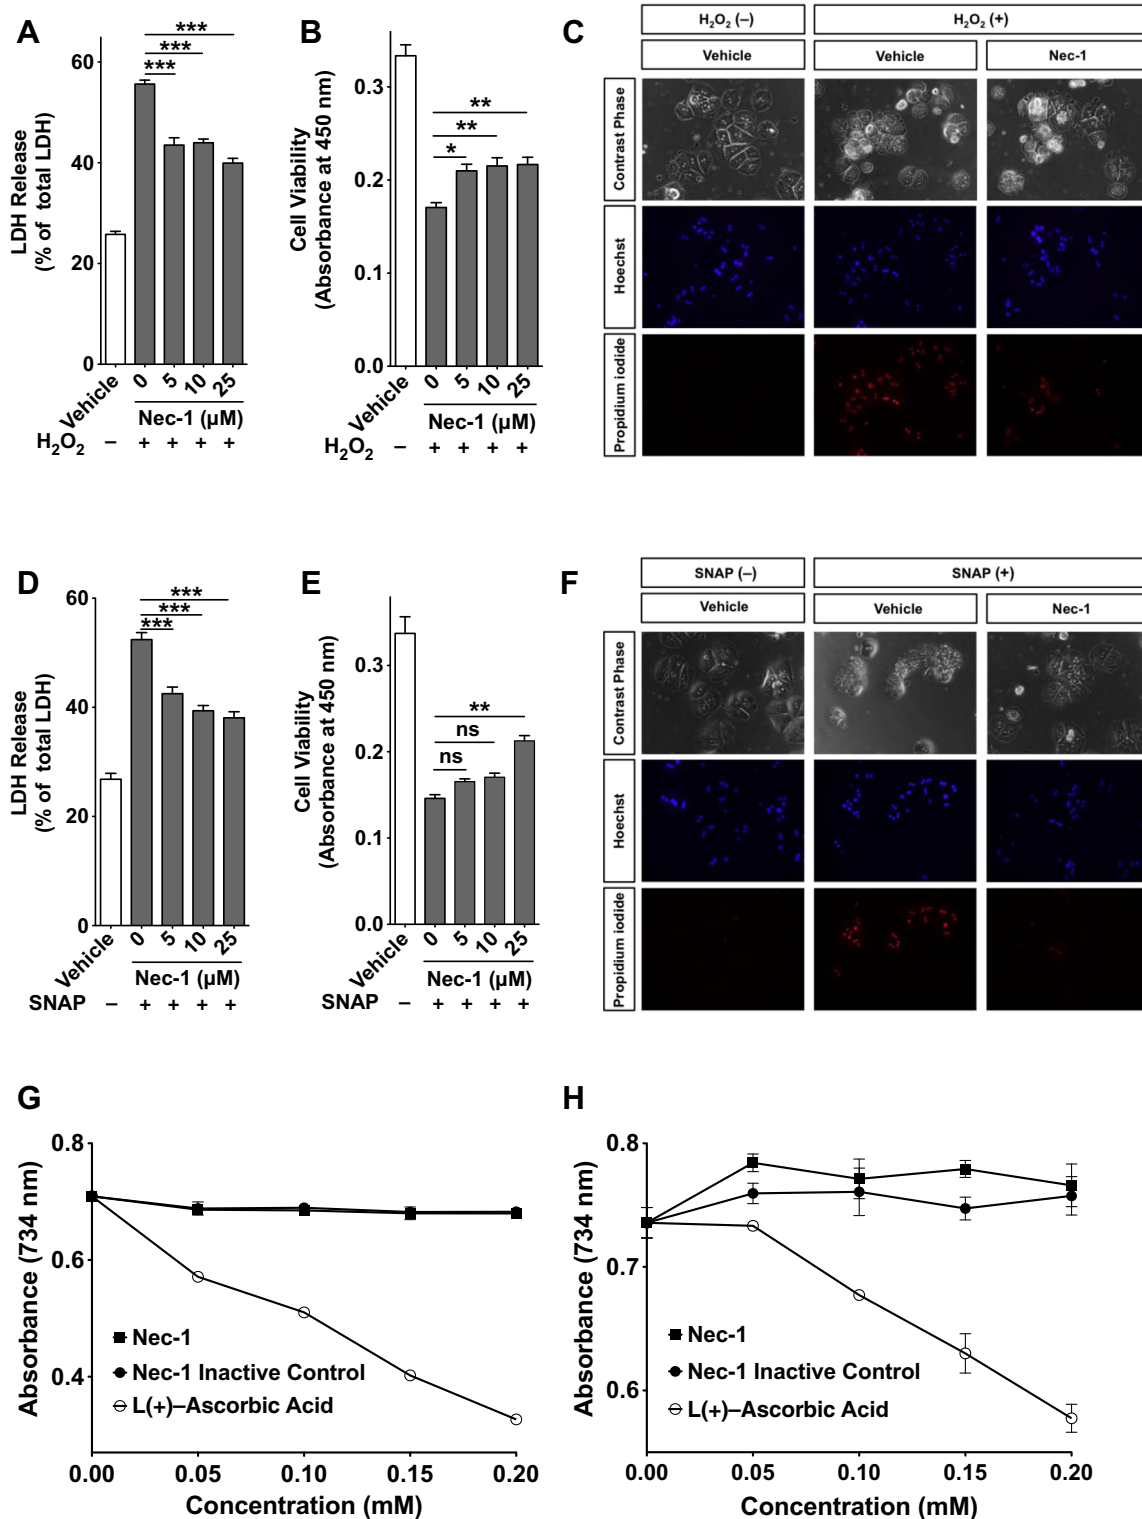 A
LDH Release
(% of total LDH)
60
40
20
0
***
***
***
Vehicle
0
5
10
25
Nec-1 (µM)
H2O2
–
+
+
+
+
B
Cell Viability
(Absorbance at 450 nm)
0.3
0.2
0.1
0.0
**
**
*
Vehicle
0
5
10
25
Nec-1 (µM)
H2O2
–
+
+
+
+
C
H2O2 (–)
H2O2 (+)
Vehicle
Vehicle
Nec-1
Contrast Phase
Hoechst
Propidium iodide
D
LDH Release
(% of total LDH)
60
40
20
0
***
***
***
Vehicle
0
5
10
25
Nec-1 (µM)
SNAP
–
+
+
+
+
E
Cell Viability
(Absorbance at 450 nm)
0.3
0.2
0.1
0.0
**
ns
ns
Vehicle
0
5
10
25
Nec-1 (µM)
SNAP
–
+
+
+
+
F
SNAP (–)
SNAP (+)
Vehicle
Vehicle
Nec-1
Contrast Phase
Hoechst
Propidium iodide
G
Absorbance (734 nm)
0.8
0.6
0.4
Nec-1
Nec-1 Inactive Control
L(+)–Ascorbic Acid
0.00
0.05
0.10
0.15
0.20
Concentration (mM)
H
Absorbance (734 nm)
0.8
0.7
0.6
Nec-1
Nec-1 Inactive Control
L(+)–Ascorbic Acid
0.00
0.05
0.10
0.15
0.20
Concentration (mM)